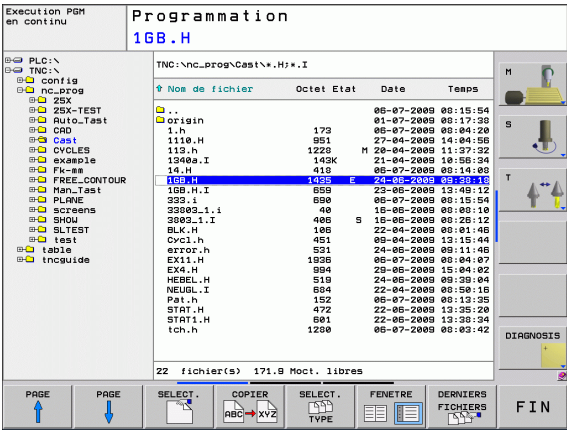 Execution PGM
en continu
Programmation
1GB.H
PLC:\
TNC:\
config
nc_prog
25X
25X-TEST
Auto_Tast
CAD
Cast
CYCLES
example
Fk-mm
FREE_CONTOUR
Man_Tast
PLANE
screens
SHOW
SLTEST
test
table
tncguide
TNC:\nc_prog\Cast\*.H;*.I
Nom de fichier Octet Etat Date Temps
.. 06-07-2009 08:15:54
origin 01-07-2009 08:17:38
1.h 173 06-07-2009 08:04:20
1110.H 951 27-04-2009 14:04:56
113.h 1228 M 20-04-2009 11:37:32
1340a.I 143K 21-04-2009 10:56:34
14.H 418 06-07-2009 08:14:08
1GB.H 1435 E 24-06-2009 09:38:18
1GB.H.I 659 23-06-2009 13:49:12
333.i 690 06-07-2009 08:15:54
33803_1.i 40 16-06-2009 08:08:10
3803_1.I 406 S 16-06-2009 08:26:12
BLK.H 106 22-04-2009 08:01:46
Cycl.h 451 09-04-2009 13:15:44
error.h 531 24-06-2009 09:11:46
EX11.H 1936 06-07-2009 08:04:07
EX4.H 994 29-06-2009 15:04:02
HEBEL.H 519 24-06-2009 09:39:04
NEUGL.I 684 22-04-2009 08:50:16
Pat.h 152 06-07-2009 08:13:35
STAT.H 472 22-06-2009 13:35:20
STAT1.H 601 22-06-2009 13:38:34
tch.h 1280 06-07-2009 08:03:42
22 fichier(s) 171.9 Moct. libres
M
S
T
DIAGNOSIS
PAGE
PAGE
SELECT.
COPIER
ABC XYZ
SELECT.
TYPE
FENETRE
DERNIERS
FICHIERS
FIN